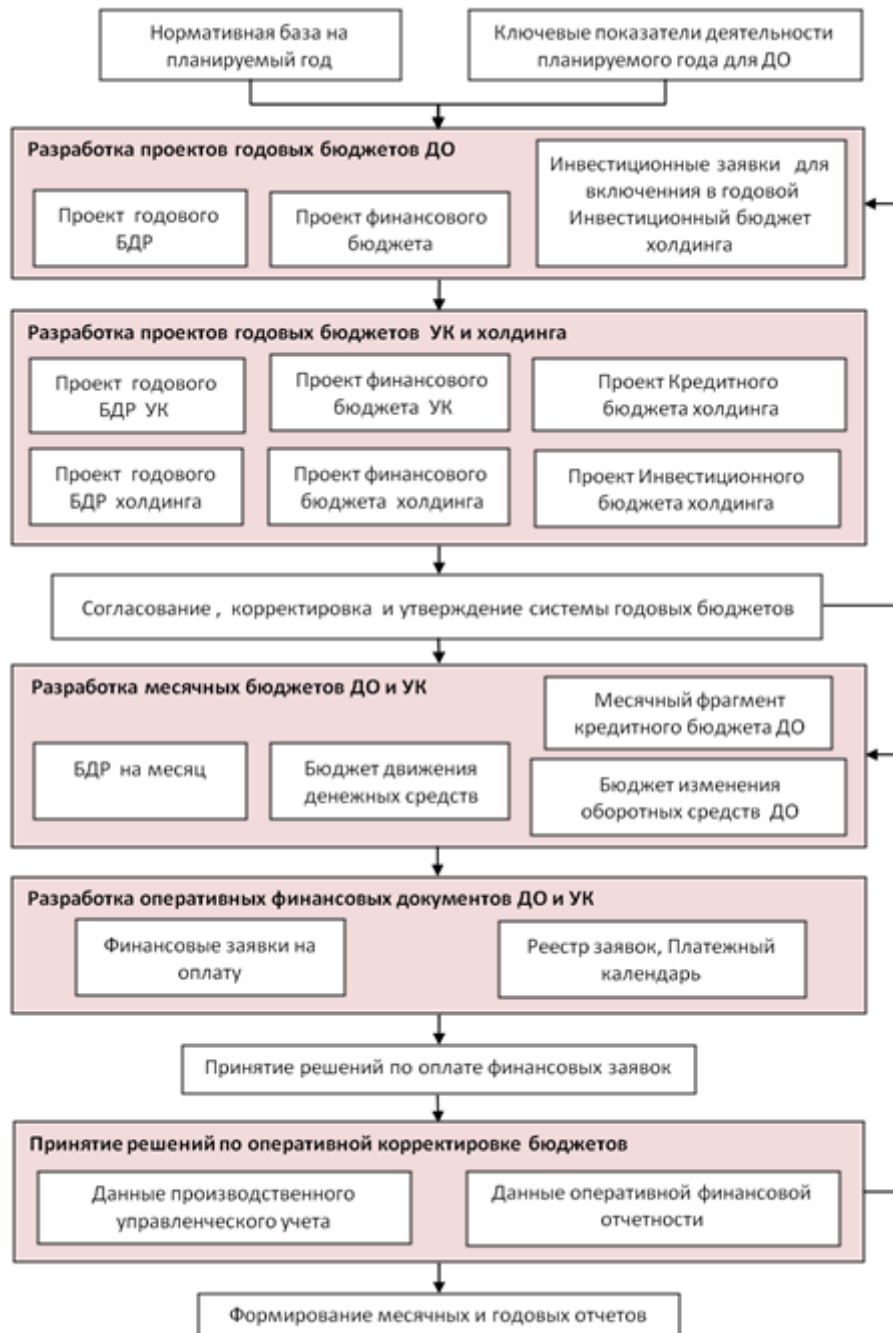 Нормативная база на
планируемый год
Ключевые показатели деятельности
планируемого года для ДО
Разработка проектов годовых бюджетов ДО
Проект годового
БДР
Проект финансового
бюджета
Инвестиционные заявки для
включенния в годовой
Инвестиционный бюджет
холдинга
Разработка проектов годовых бюджетов УК и холдинга
Проект годового
БДР УК
Проект финансового
бюджета УК
Проект Кредитного
бюджета холдинга
Проект годового
БДР холдинга
Проект финансового
бюджета холдинга
Проект Инвестиционного
бюджета холдинга
Согласование , корректировка и утверждение системы годовых бюджетов
Разработка месячных бюджетов ДО и УК
БДР на месяц
Бюджет движения
денежных средств
Месячный фрагмент
кредитного бюджета ДО
Бюджет изменения
оборотных средств ДО
Разработка оперативных финансовых документов ДО и УК
Финансовые заявки на
оплату
Реестр заявок, Платежный
календарь
Принятие решений по оплате финансовых заявок
Принятие решений по оперативной корректировке бюджетов
Данные производственного
управленческого учета
Данные оперативной финансовой
отчетности
Формирование месячных и годовых отчетов